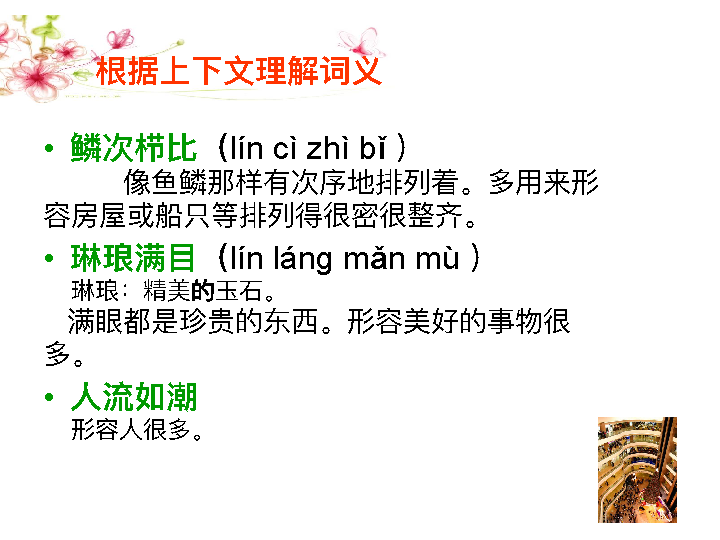 根据上下文理解词义
• 鳞次栉比（lín cì zhì bǐ ）
像鱼鳞那样有次序地排列着。多用来形
容房屋或船只等排列得很密很整齐。
• 琳琅满目（lín láng mǎn mù ）
琳琅：精美的玉石。
满眼都是珍贵的东西。形容美好的事物很
多。
• 人流如潮
形容人很多。